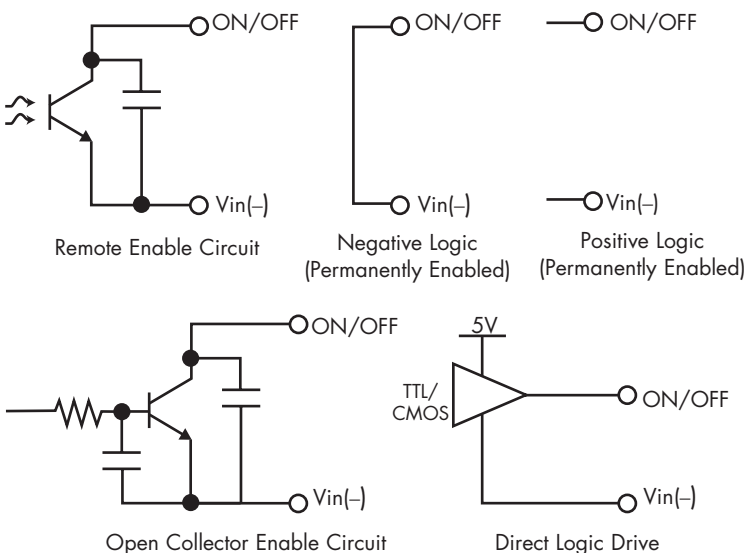 ON/OFF
Vin(–)
Remote Enable Circuit
ON/OFF
Vin(–)
Negative Logic
(Permanently Enabled)
ON/OFF
Vin(–)
Positive Logic
(Permanently Enabled)
ON/OFF
Vin(–)
Open Collector Enable Circuit
5V
TTL/
CMOS
ON/OFF
Vin(–)
Direct Logic Drive